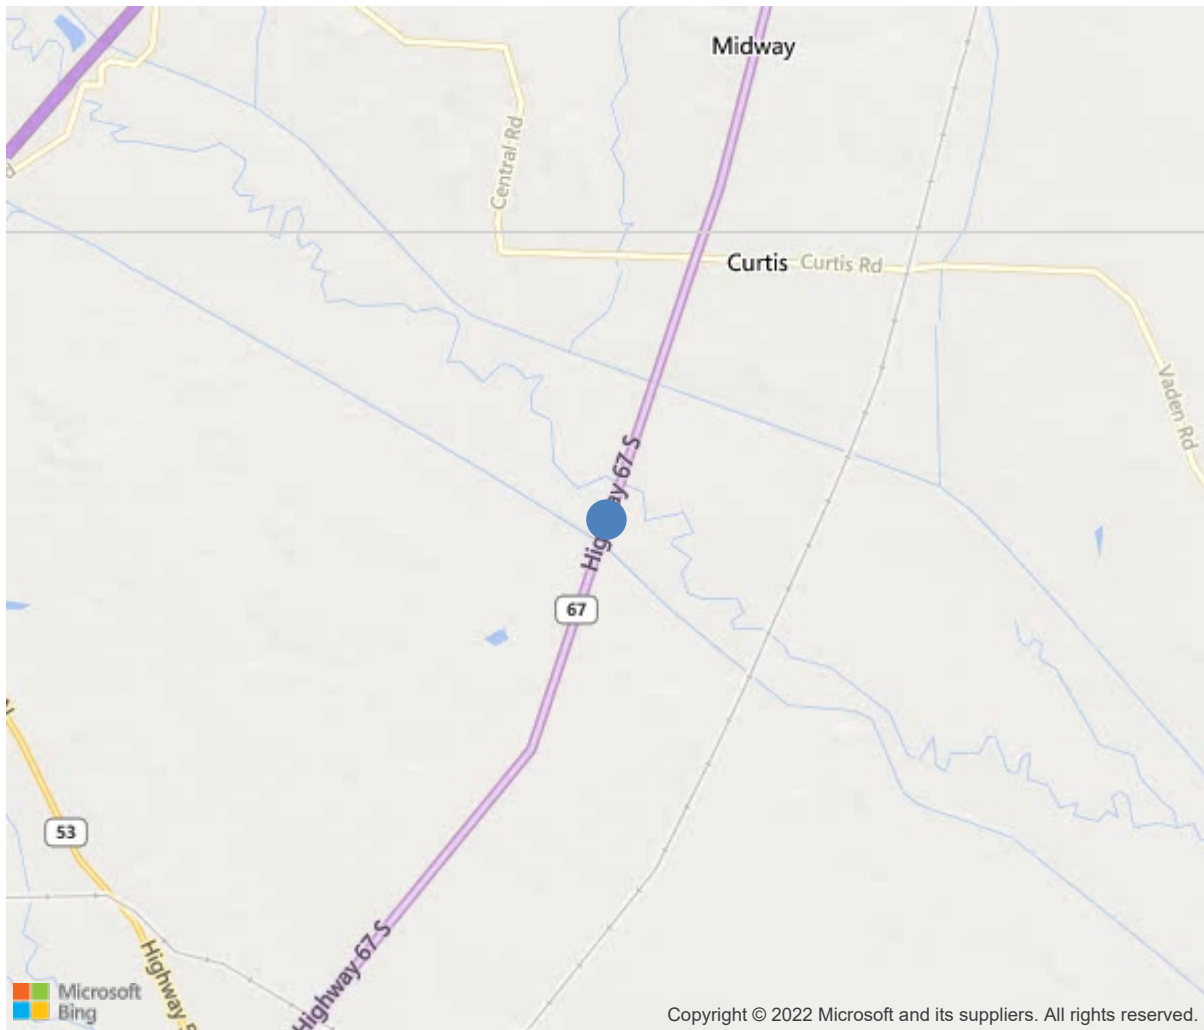 Midway
Central Rd
d
Curtis
Curtis Rd
Vaden Rd
Highway 67 S
67
N
53
Highway 67 S
Highway
Microsoft
Bing
Copyright © 2022 Microsoft and its suppliers. All rights reserved.